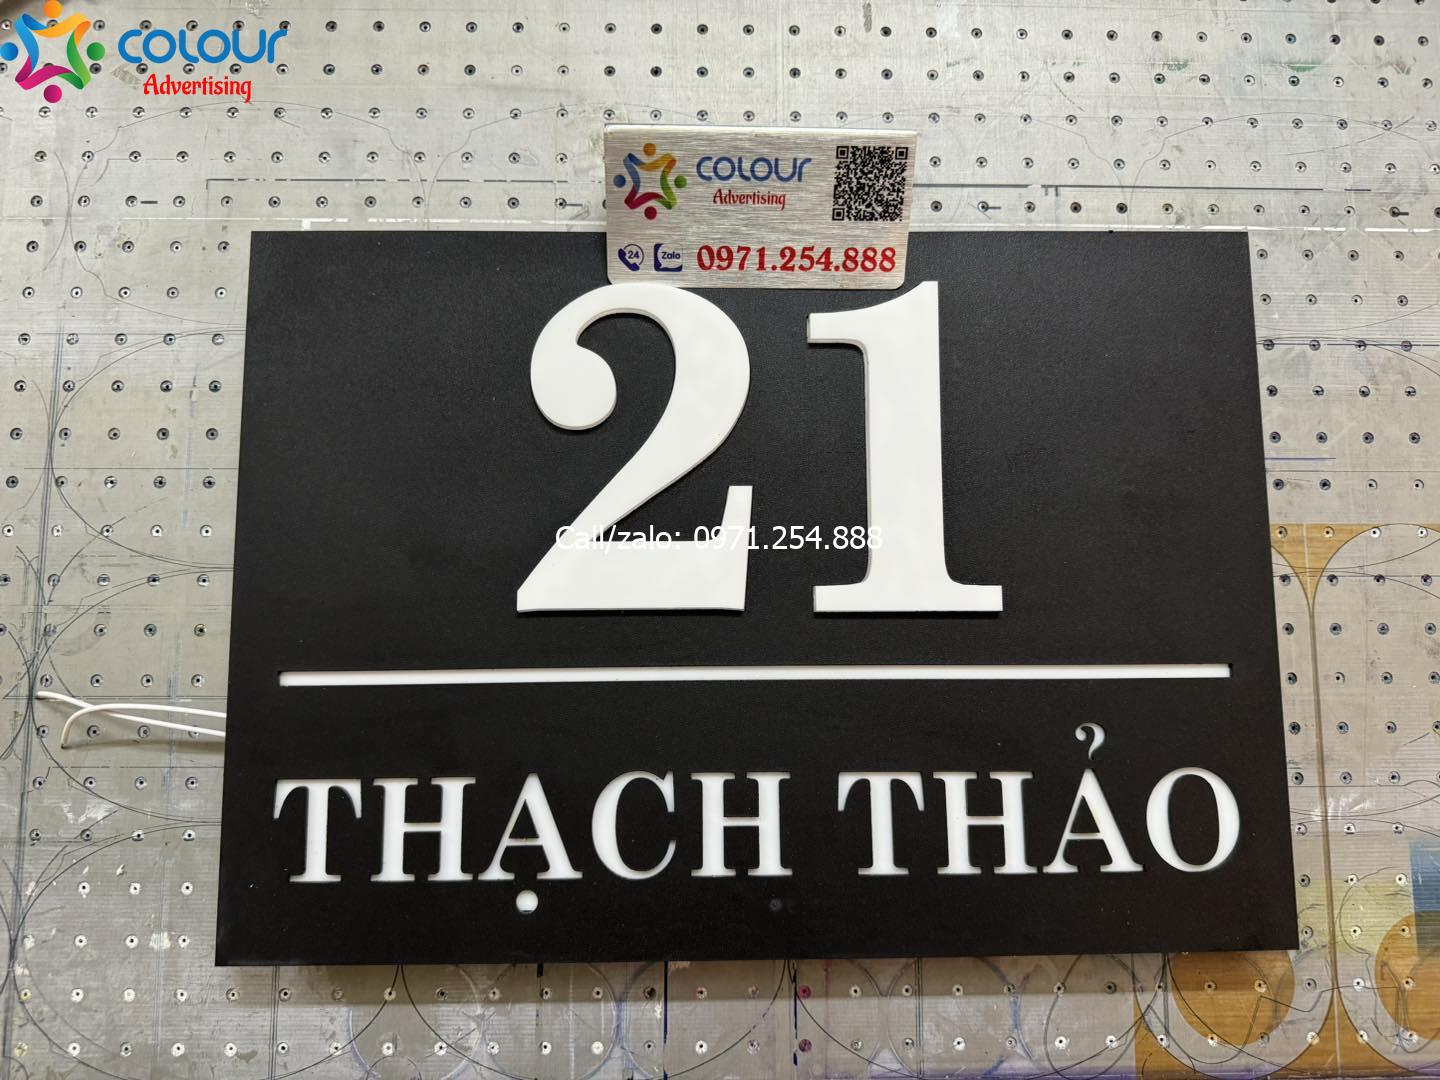 COLOUR
Advertising
COLOUR
Advertising
24 Zalo 0971.254.888
21
Call/zalo: 0971.254.888
THẠCH THẢO